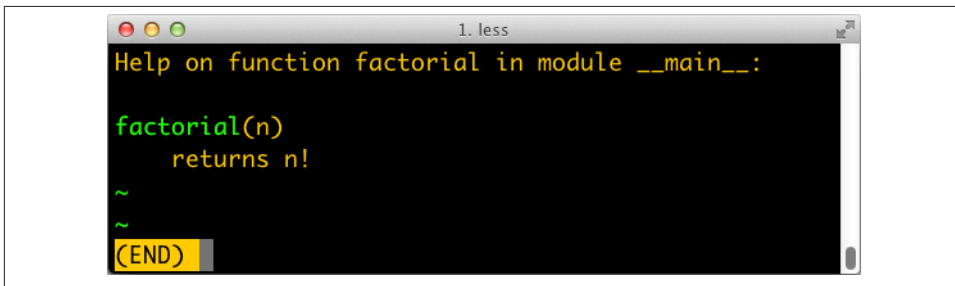 1. less
Help on function factorial in module __main__:
factorial(n)
    returns n!
~
~
(END)